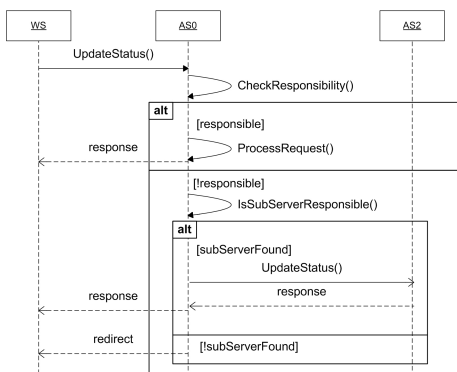 WS AS0 AS2
UpdateStatus()
CheckResponsibility()
alt
[responsible]
response ProcessRequest()
[!responsible]
IsSubServerResponsible()
alt
[subServerFound]
UpdateStatus()
response response
redirect [!subServerFound]